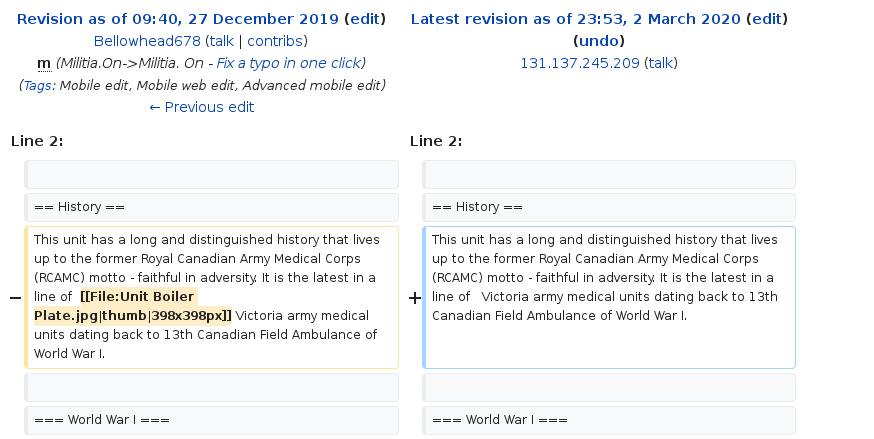 Revision as of 09:40, 27 December 2019 (edit)
Bellowhead678 (talk | contribs)
m (Militia.On->Militia. On - Fix a typo in one click)
(Tags: Mobile edit, Mobile web edit, Advanced mobile edit)
← Previous edit
Latest revision as of 23:53, 2 March 2020 (edit)
(undo)
131.137.245.209 (talk)
Line 2:
Line 2:
== History ==
== History ==
− This unit has a long and distinguished history that lives
up to the former Royal Canadian Army Medical Corps
(RCAMC) motto - faithful in adversity. It is the latest in a
line of [[File:Unit Boiler
Plate.jpg|thumb|398x398px]] Victoria army medical
units dating back to 13th Canadian Field Ambulance of
World War I.
+ This unit has a long and distinguished history that lives
up to the former Royal Canadian Army Medical Corps
(RCAMC) motto - faithful in adversity. It is the latest in a
line of Victoria army medical units dating back to 13th
Canadian Field Ambulance of World War I.
=== World War I ===
=== World War I ===